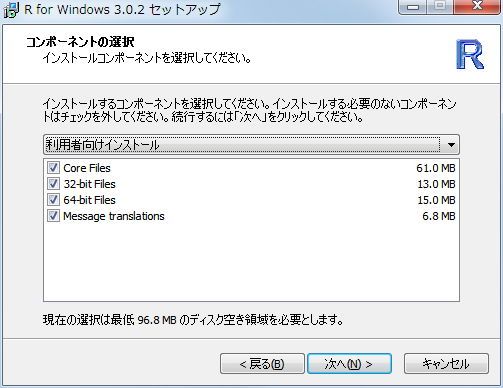 R for Windows 3.0.2 セットアップ
コンポーネントの選択
インストールコンポーネントを選択してください。
R
インストールするコンポーネントを選択してください。インストールする必要のないコンポーネン
トはチェックを外してください。続行するには「次へ」をクリックしてください。
利用者向けインストール
Core Files 61.0 MB
32-bit Files 13.0 MB
64-bit Files 15.0 MB
Message translations 6.8 MB
現在の選択は最低 96.8 MB のディスク空き領域を必要とします。
< 戻る(B) 次へ(N) > キャンセル